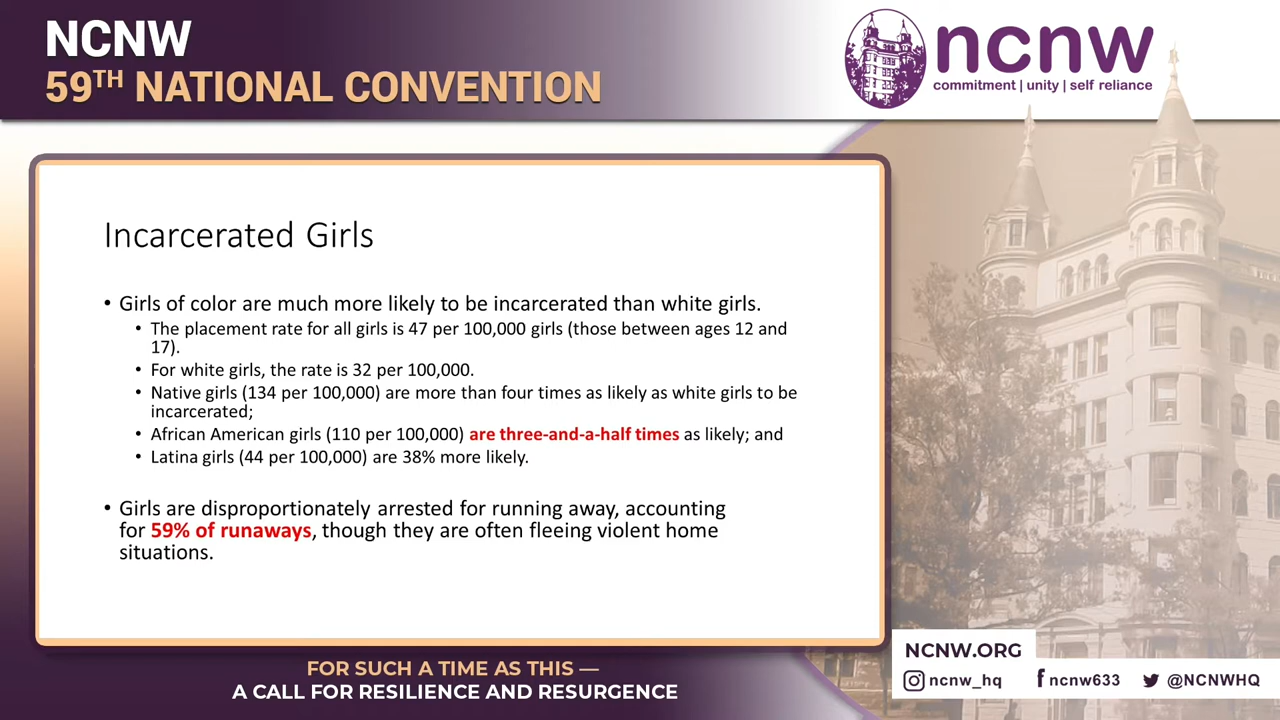 NCNW
59TH NATIONAL CONVENTION
ncnw
commitment | unity | self reliance
Incarcerated Girls
• Girls of color are much more likely to be incarcerated than white girls.
• The placement rate for all girls is 47 per 100,000 girls (those between ages 12 and
17).
• For white girls, the rate is 32 per 100,000.
• Native girls (134 per 100,000) are more than four times as likely as white girls to be
incarcerated;
• African American girls (110 per 100,000) are three-and-a-half times as likely; and
• Latina girls (44 per 100,000) are 38% more likely.
• Girls are disproportionately arrested for running away, accounting
for 59% of runaways, though they are often fleeing violent home
situations.
FOR SUCH A TIME AS THIS —
A CALL FOR RESILIENCE AND RESURGENCE
NCNW.ORG
ncnw_hq
ncnw633
@NCNWHQ